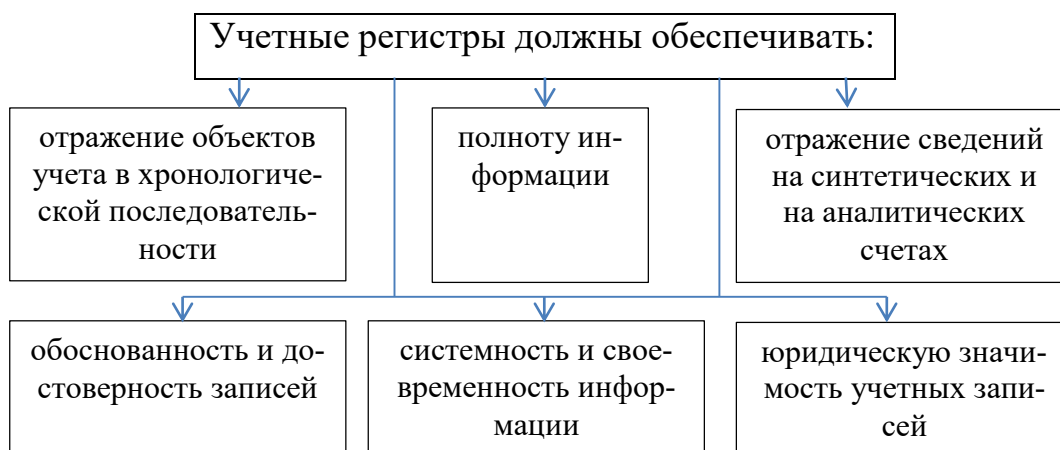 Учетные регистры должны обеспечивать:
отражение объектов
учета в хронологиче-
ской последователь-
ности
полноту ин-
формации
отражение сведений
на синтетических и
на аналитических
счетах
обоснованность и до-
стоверность записей
системность и свое-
временность инфор-
мации
юридическую значи-
мость учетных запи-
сей